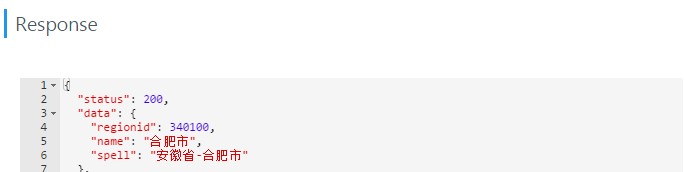 Response
1 {
2 "status": 200,
3 "data": {
4 "regionid": 340100,
5 "name": "合肥市",
6 "spell": "安徽省-合肥市"
7 },